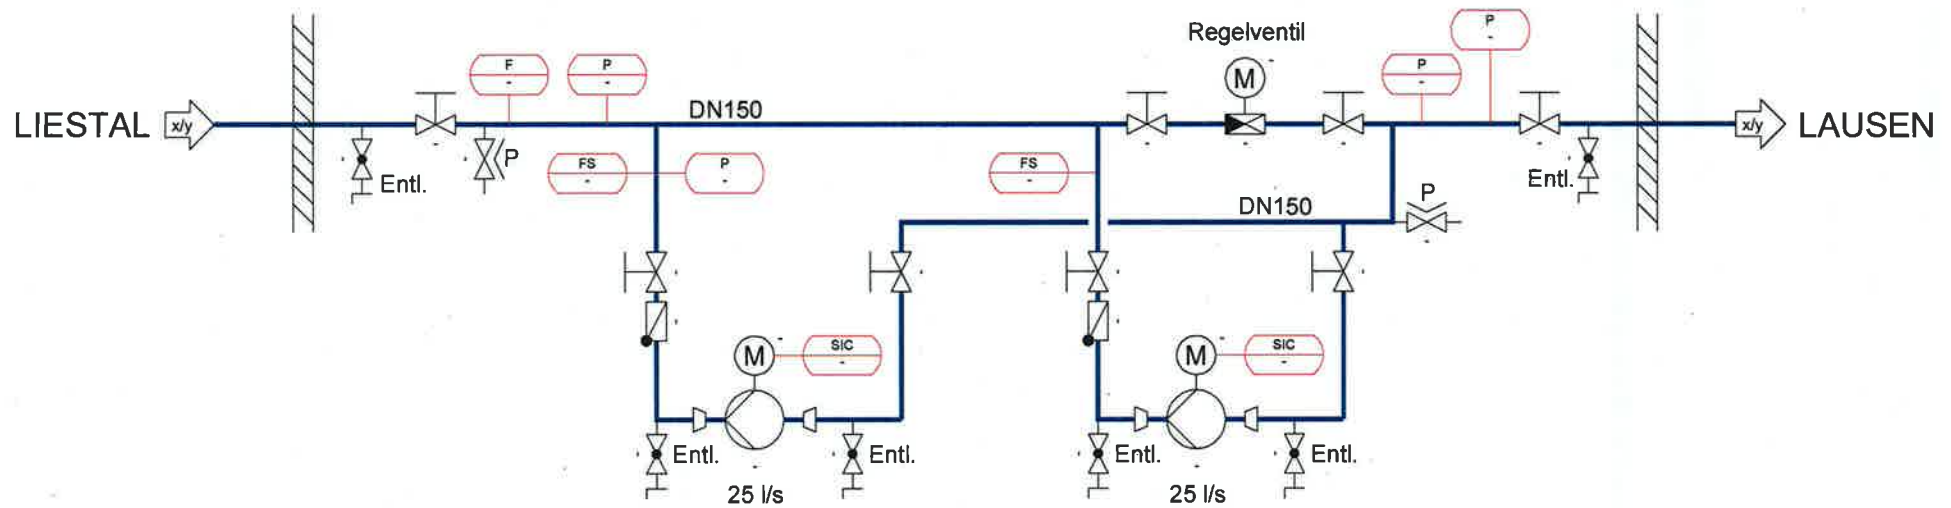 Regelventil
P
-
F
-
P
-
M
-
P
-
LIESTAL
x/y
DN150
x/y
LAUSEN
P
Entl.
FS
-
P
-
FS
-
Entl.
DN150
P
M
-
SIC
-
M
-
SIC
-
Entl.
Entl.
Entl.
Entl.
25 l/s
25 l/s